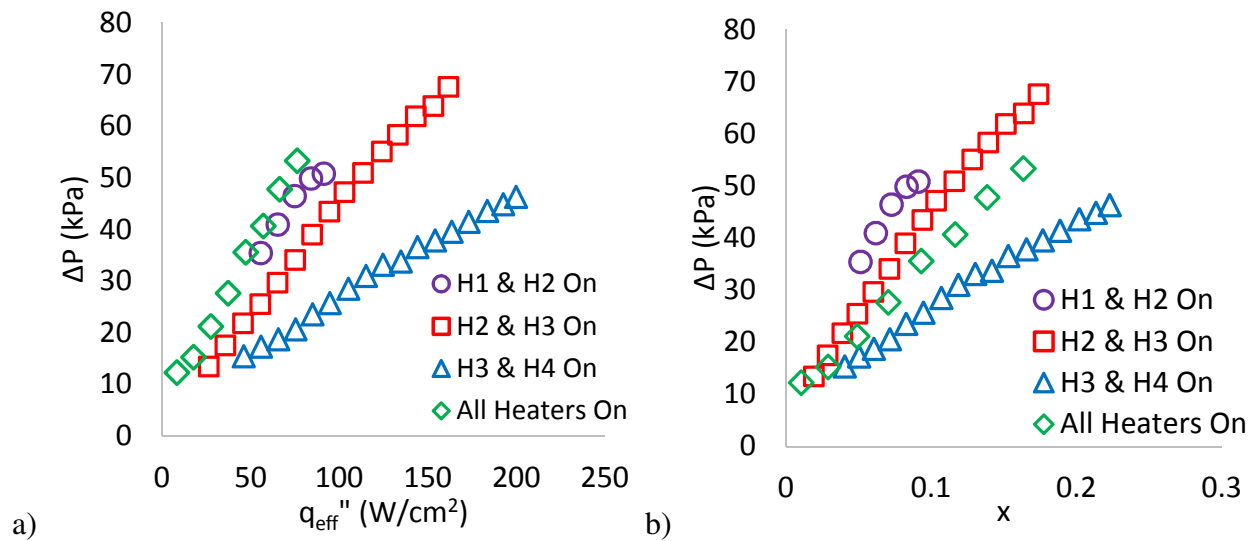 80
70
60
50
40
30
20
10
0
ΔP (kPa)
0 50 100 150 200 250
q_eff" (W/cm²)
H1 & H2 On
H2 & H3 On
H3 & H4 On
All Heaters On
a)
80
70
60
50
40
30
20
10
0
ΔP (kPa)
0 0.1 0.2 0.3
x
H1 & H2 On
H2 & H3 On
H3 & H4 On
All Heaters On
b)